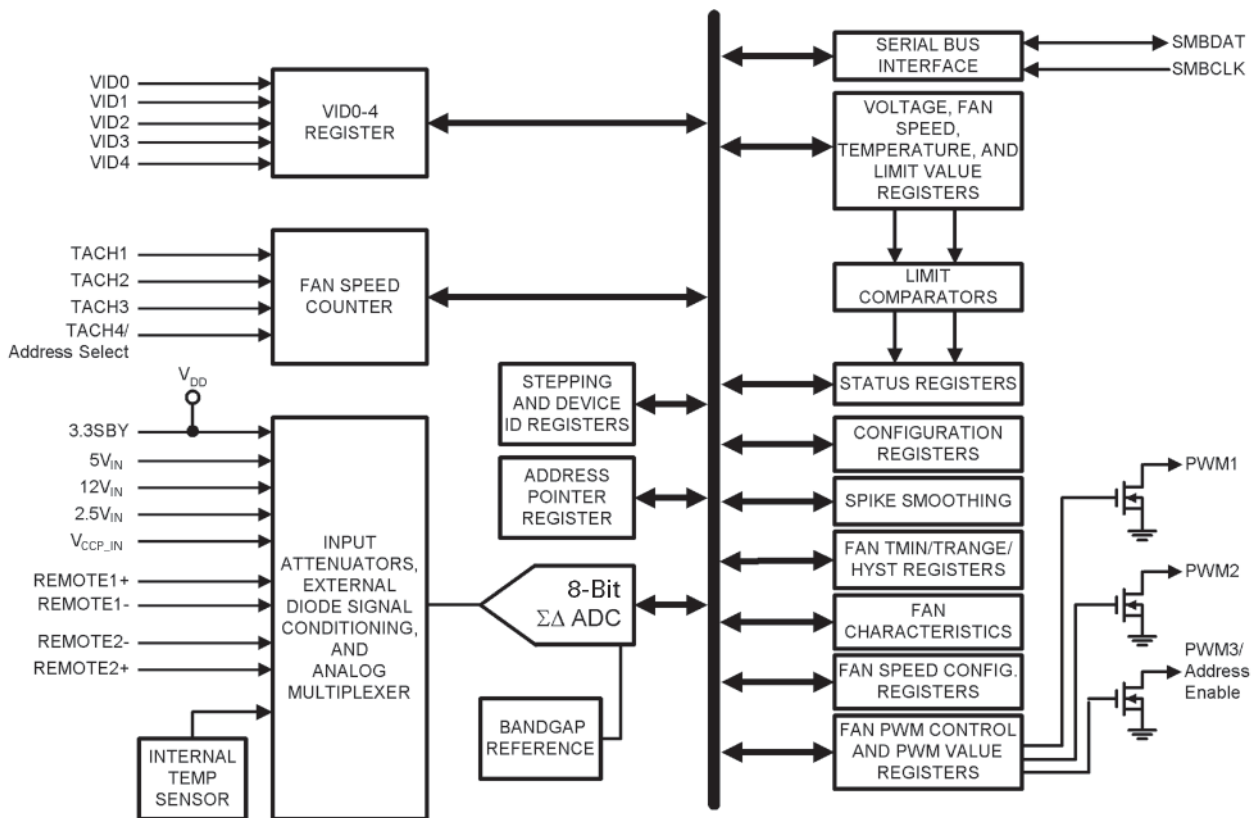 VID0
VID1
VID2
VID3
VID4
VID0-4
REGISTER
TACH1
TACH2
TACH3
TACH4/
Address Select
FAN SPEED
COUNTER
VDD
3.3SBY
5VIN
12VIN
2.5VIN
VCCP_IN
REMOTE1+
REMOTE1-
REMOTE2-
REMOTE2+
INTERNAL
TEMP
SENSOR
INPUT
ATTENUATORS,
EXTERNAL
DIODE SIGNAL
CONDITIONING,
AND
ANALOG
MULTIPLEXER
STEPPING
AND DEVICE
ID REGISTERS
ADDRESS
POINTER
REGISTER
8-Bit
ΣΔ ADC
BANDGAP
REFERENCE
SERIAL BUS
INTERFACE
SMBDAT
SMBCLK
VOLTAGE, FAN
SPEED,
TEMPERATURE, AND
LIMIT VALUE
REGISTERS
LIMIT
COMPARATORS
STATUS REGISTERS
CONFIGURATION
REGISTERS
SPIKE SMOOTHING
FAN TMIN/TRANGE/
HYST REGISTERS
FAN
CHARACTERISTICS
FAN SPEED CONFIG.
REGISTERS
FAN PWM CONTROL
AND PWM VALUE
REGISTERS
PWM1
PWM2
PWM3/
Address
Enable